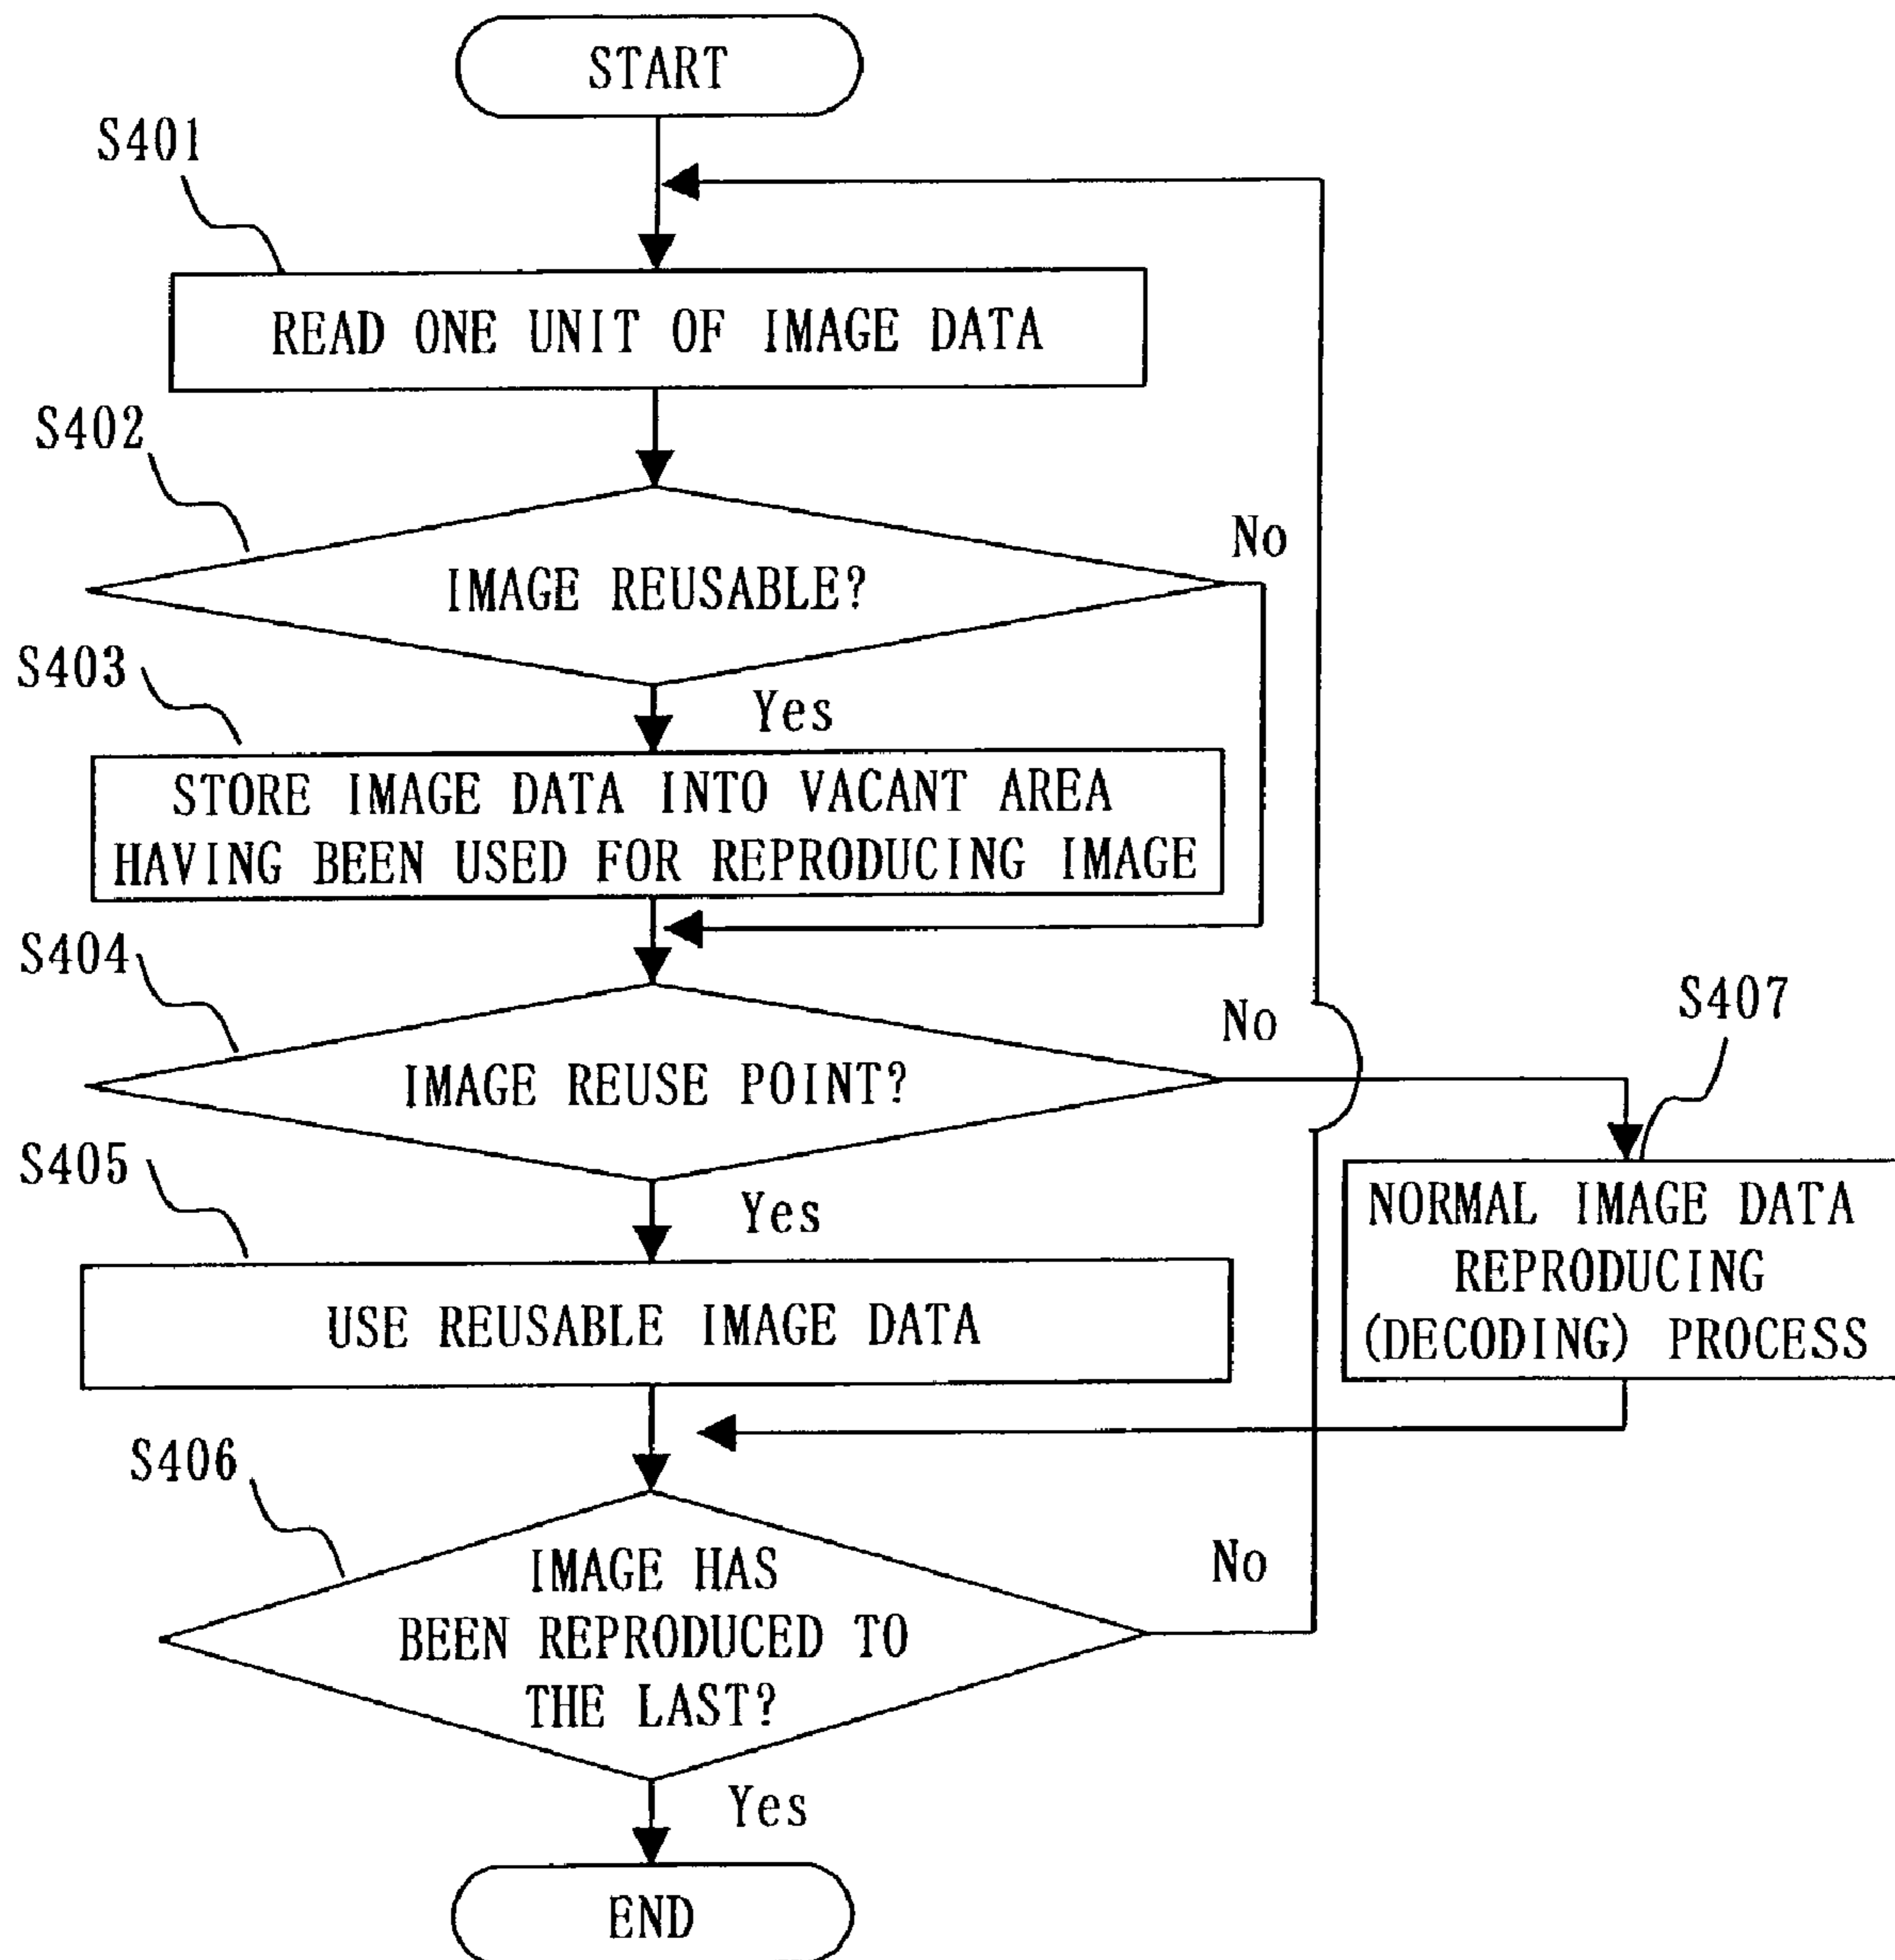 START
S401
READ ONE UNIT OF IMAGE DATA
S402
No
IMAGE REUSABLE?
S403
Yes
STORE IMAGE DATA INTO VACANT AREA
HAVING BEEN USED FOR REPRODUCING IMAGE
S404
No
S407
IMAGE REUSE POINT?
S405
Yes
NORMAL IMAGE DATA
REPRODUCING
(DECODING) PROCESS
USE REUSABLE IMAGE DATA
S406
No
IMAGE HAS
BEEN REPRODUCED TO
THE LAST?
Yes
END